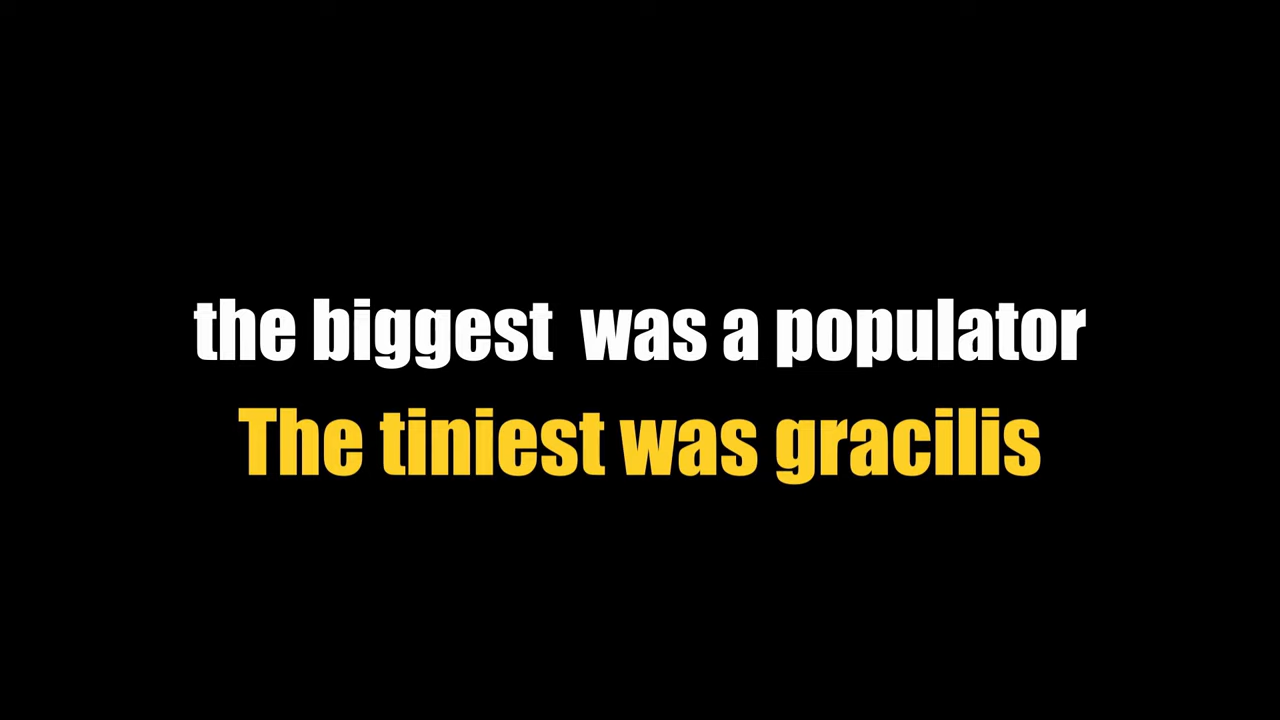 the biggest  was a populator
The tiniest was gracilis